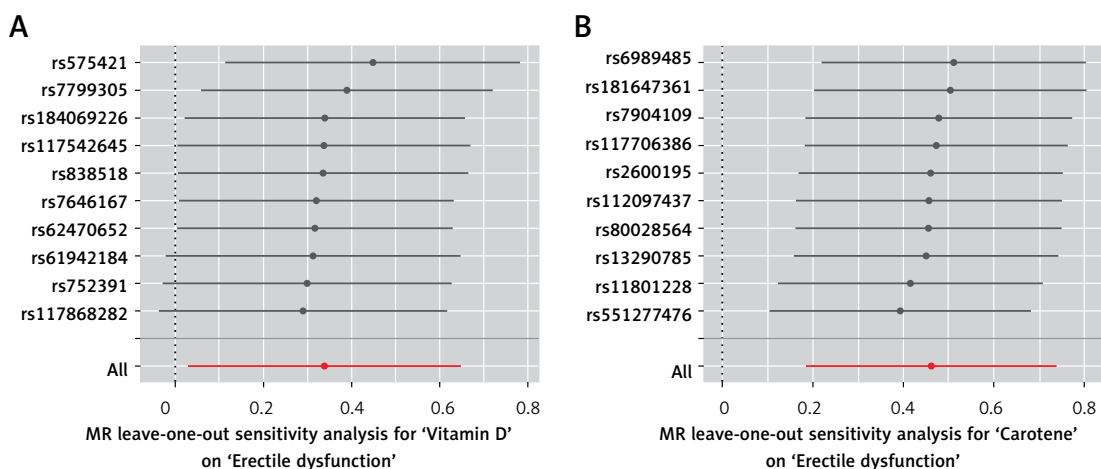 A
rs575421
rs7799305
rs184069226
rs117542645
rs838518
rs7646167
rs62470652
rs61942184
rs752391
rs117868282
All
0 0.2 0.4 0.6 0.8
MR leave-one-out sensitivity analysis for ‘Vitamin D’
on ‘Erectile dysfunction’
B
rs6989485
rs181647361
rs7904109
rs117706386
rs2600195
rs112097437
rs80028564
rs13290785
rs11801228
rs551277476
All
0 0.2 0.4 0.6 0.8
MR leave-one-out sensitivity analysis for ‘Carotene’
on ‘Erectile dysfunction’